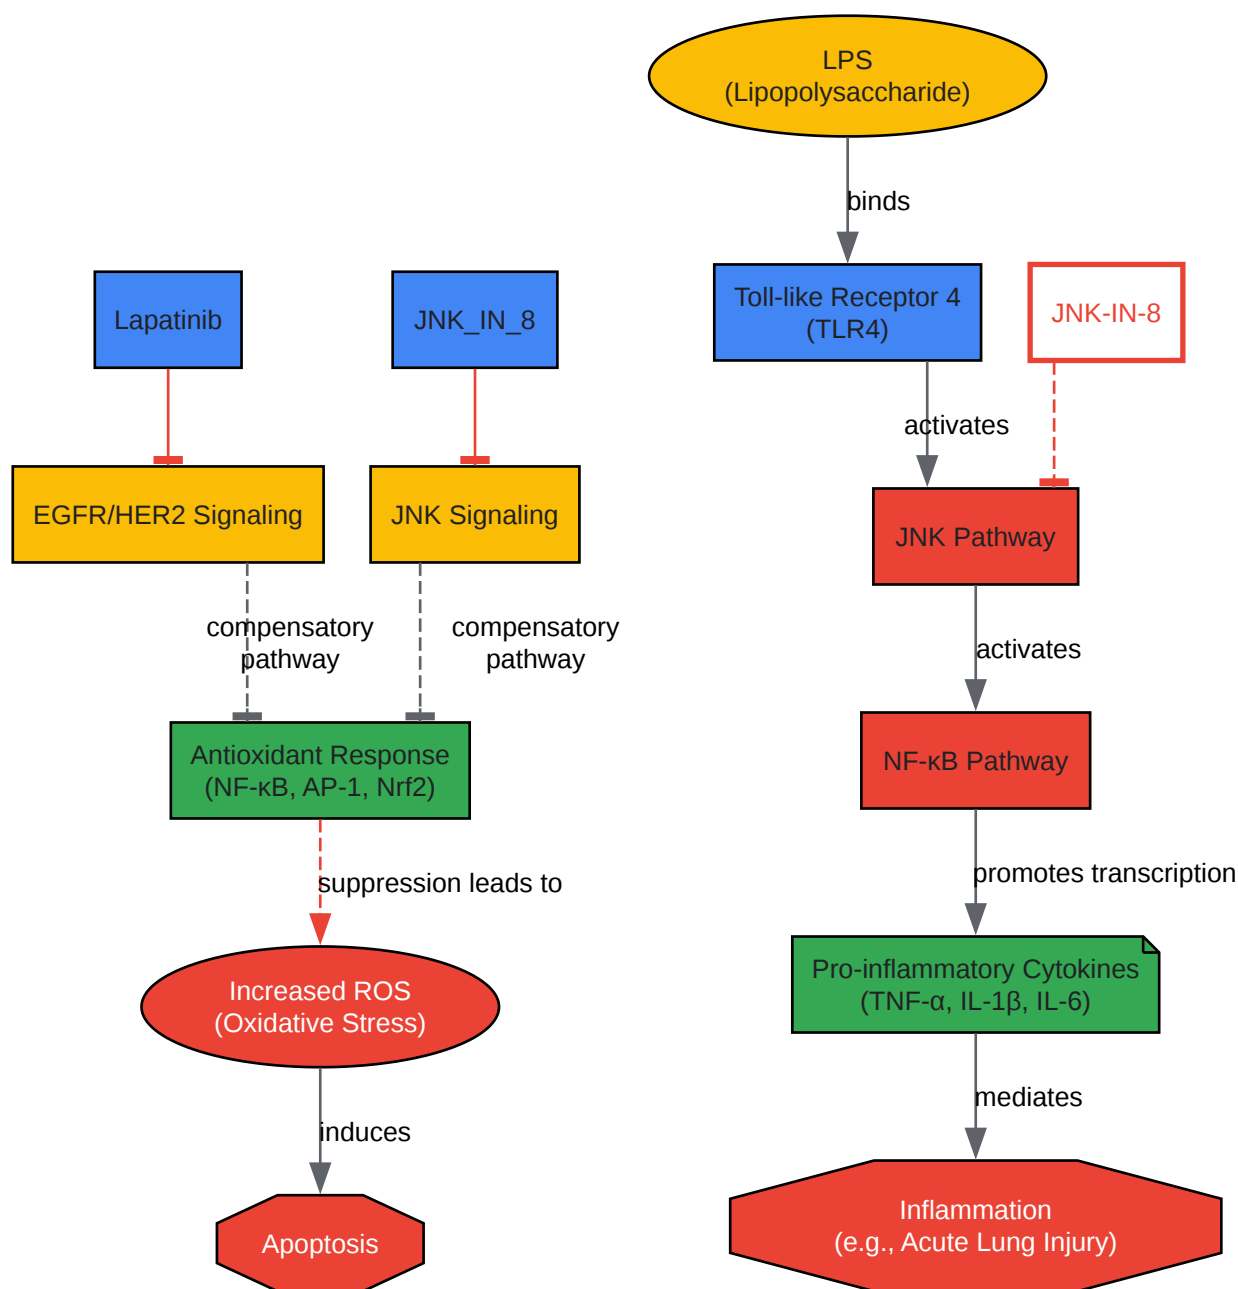 LPS
(Lipopolysaccharide)
binds
Lapatinib
JNK_IN_8
Toll-like Receptor 4
(TLR4)
JNK-IN-8
activates
EGFR/HER2 Signaling
JNK Signaling
JNK Pathway
compensatory
pathway
compensatory
pathway
activates
Antioxidant Response
(NF-κB, AP-1, Nrf2)
NF-κB Pathway
suppression leads to
promotes transcription
Increased ROS
(Oxidative Stress)
Pro-inflammatory Cytokines
(TNF-α, IL-1β, IL-6)
induces
mediates
Apoptosis
Inflammation
(e.g., Acute Lung Injury)